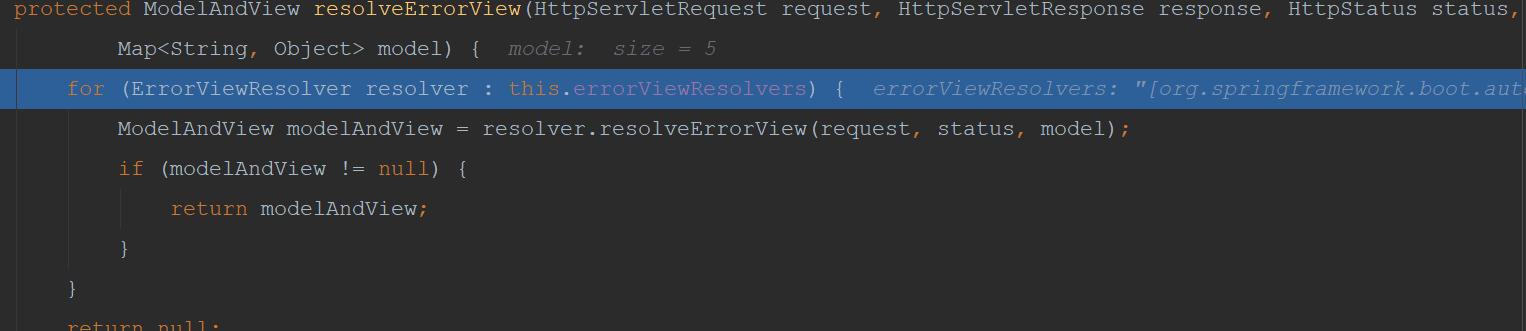 protected ModelAndView resolveErrorView(HttpServletRequest request, HttpServletResponse response, HttpStatus status,
Map<String, Object> model) { model: size = 5
for (ErrorViewResolver resolver : this.errorViewResolvers) { errorViewResolvers: "[org.springframework.boot.aut
ModelAndView modelAndView = resolver.resolveErrorView(request, status, model);
if (modelAndView != null) {
return modelAndView;
}
}
return null;